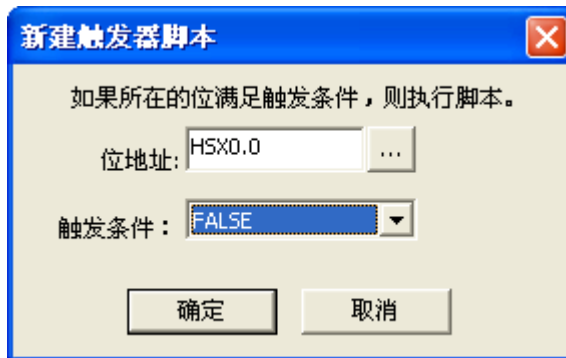 新建触发器脚本
如果所在的位满足触发条件，则执行脚本。
位地址: HSX0.0 ...
触发条件： FALSE
确定 取消